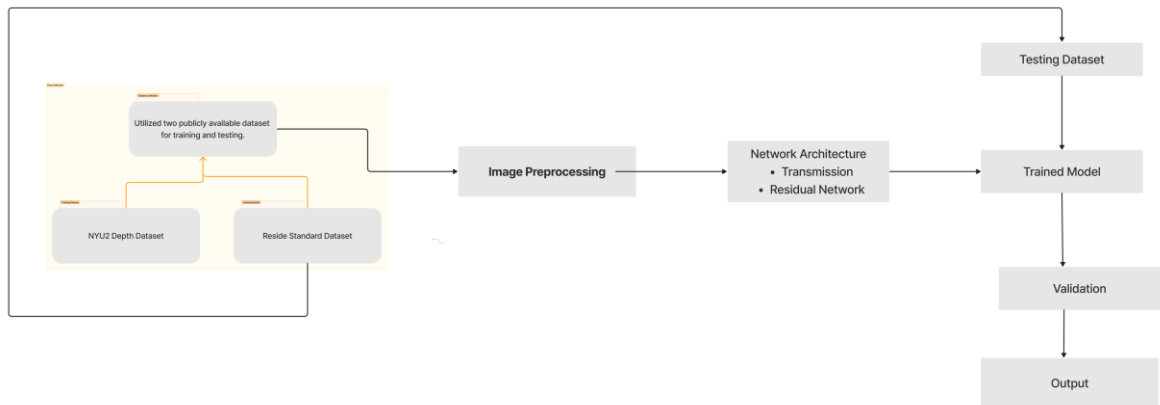 Testing Dataset
Utilized two publicly available dataset
for training and testing.
Image Preprocessing
Network Architecture
• Transmission
• Residual Network
Trained Model
NYU2 Depth Dataset
Reside Standard Dataset
Validation
Output